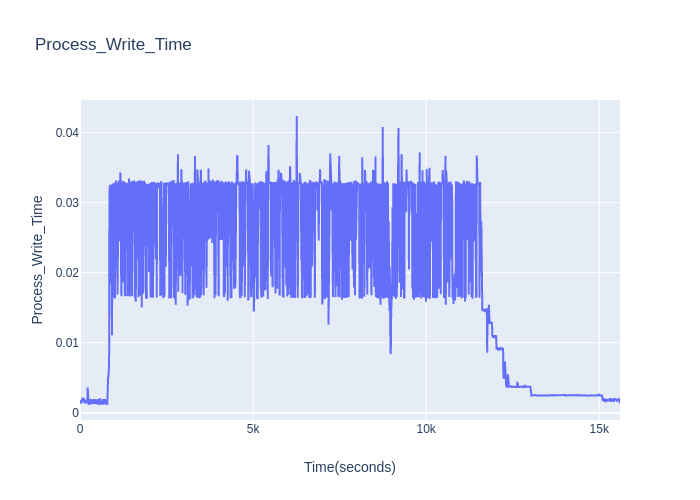 Process_Write_Time
0.04
0.03
0.02
0.01
0
Process_Write_Time
0
5k
10k
15k
Time(seconds)